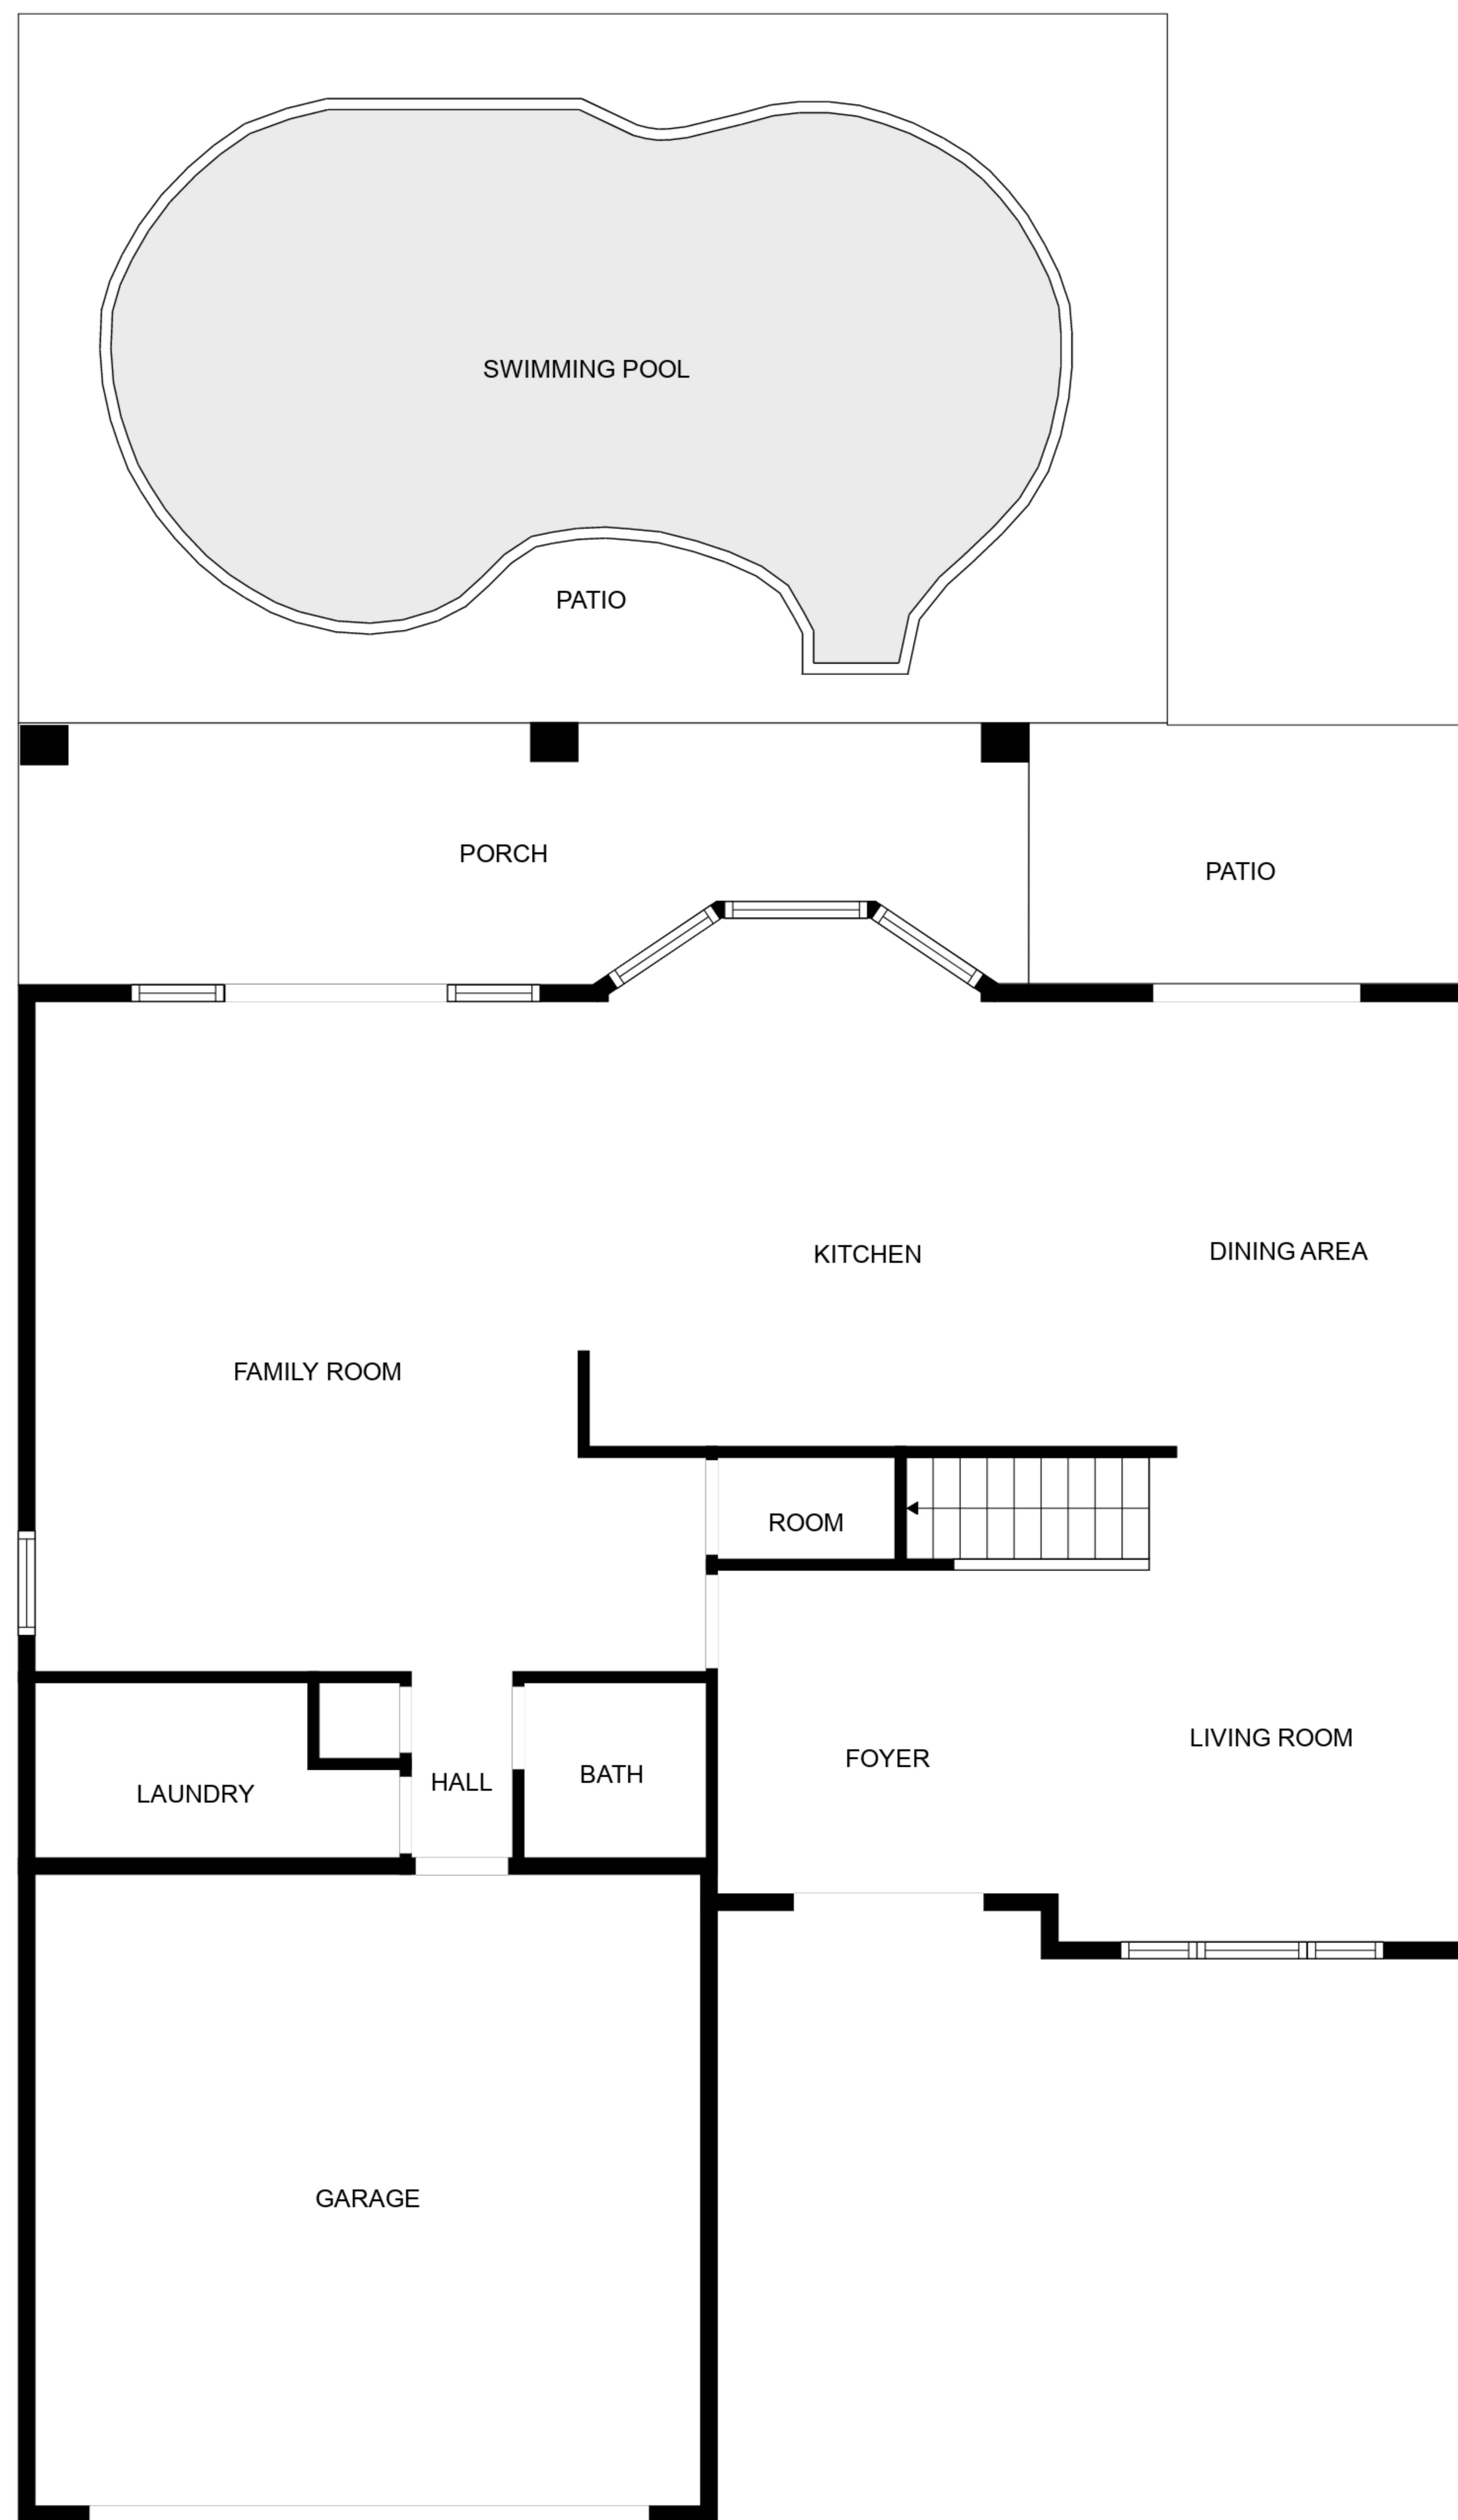 SWIMMING POOL
PATIO
PORCH
PATIO
KITCHEN
DINING AREA
FAMILY ROOM
ROOM
FOYER
LIVING ROOM
LAUNDRY
HALL
BATH
GARAGE